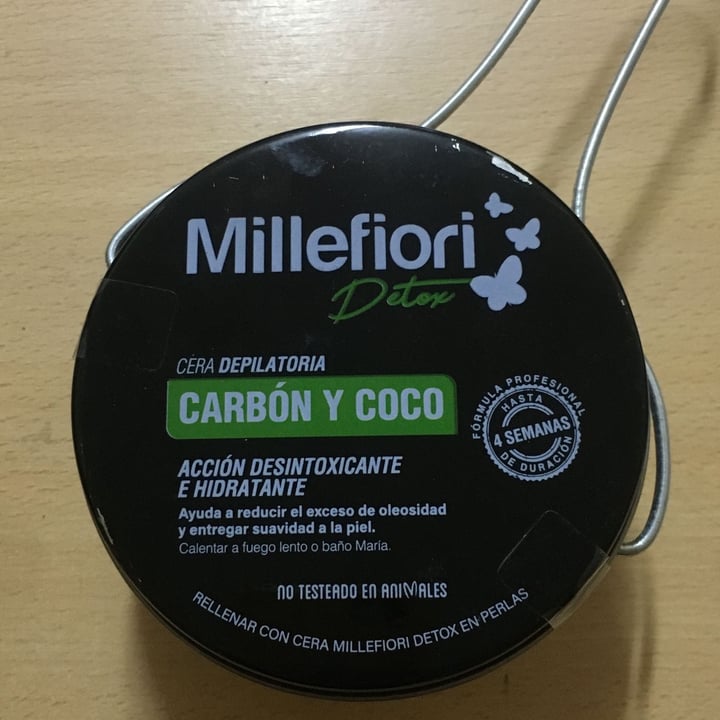 Millefiori
Detox
CERA DEPILATORIA
CARBÓN Y COCO
FÓRMULA PROFESIONAL
HASTA
4 SEMANAS
DE DURACIÓN
ACCIÓN DESINTOXICANTE
E HIDRATANTE
Ayuda a reducir el exceso de oleosidad
y entregar suavidad a la piel.
Calentar a fuego lento o baño María.
NO TESTEADO EN ANIMALES
RELLENAR CON CERA MILLEFIORI DETOX EN PERLAS